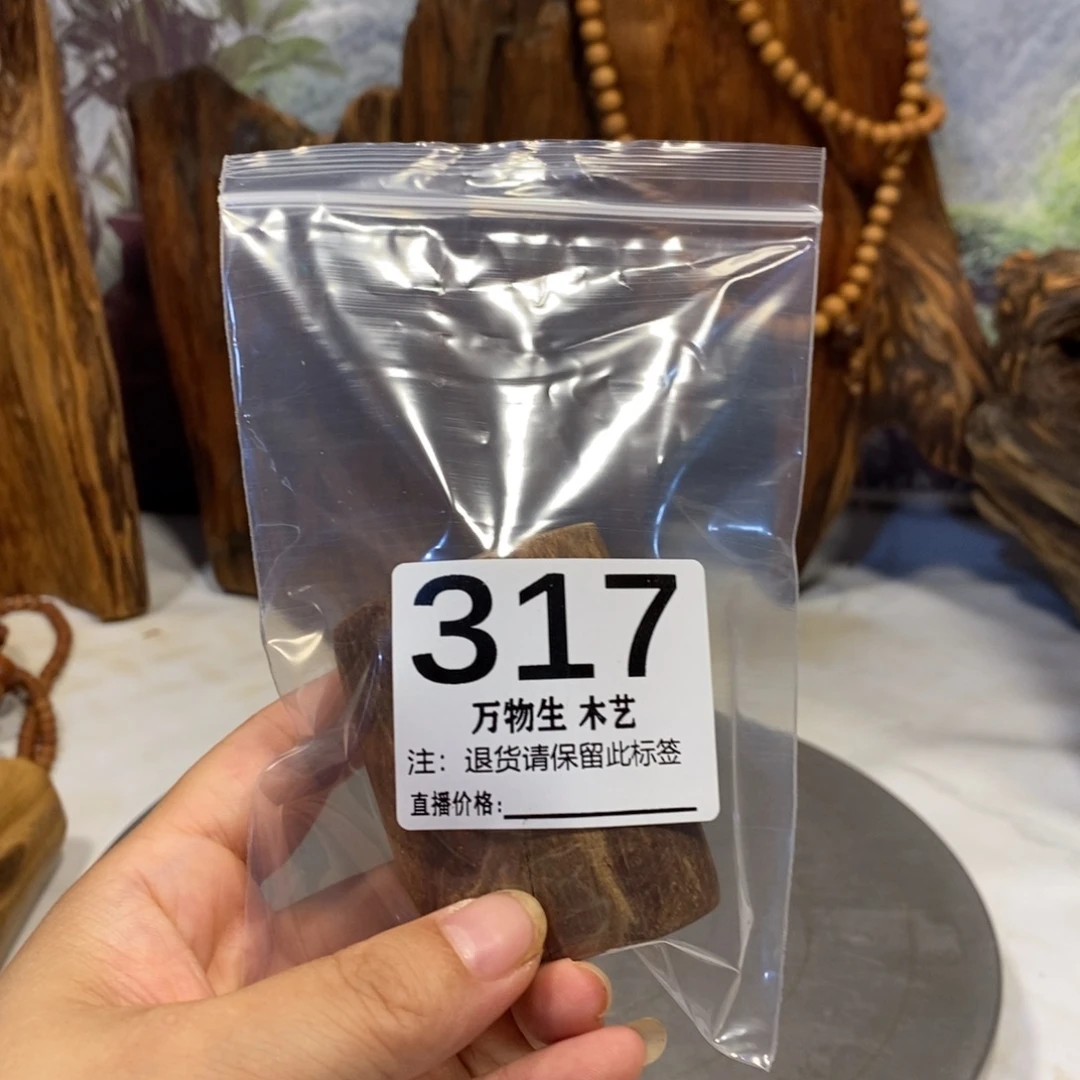 317
万物生 木艺
注：退货请保留此标签
直播价格：